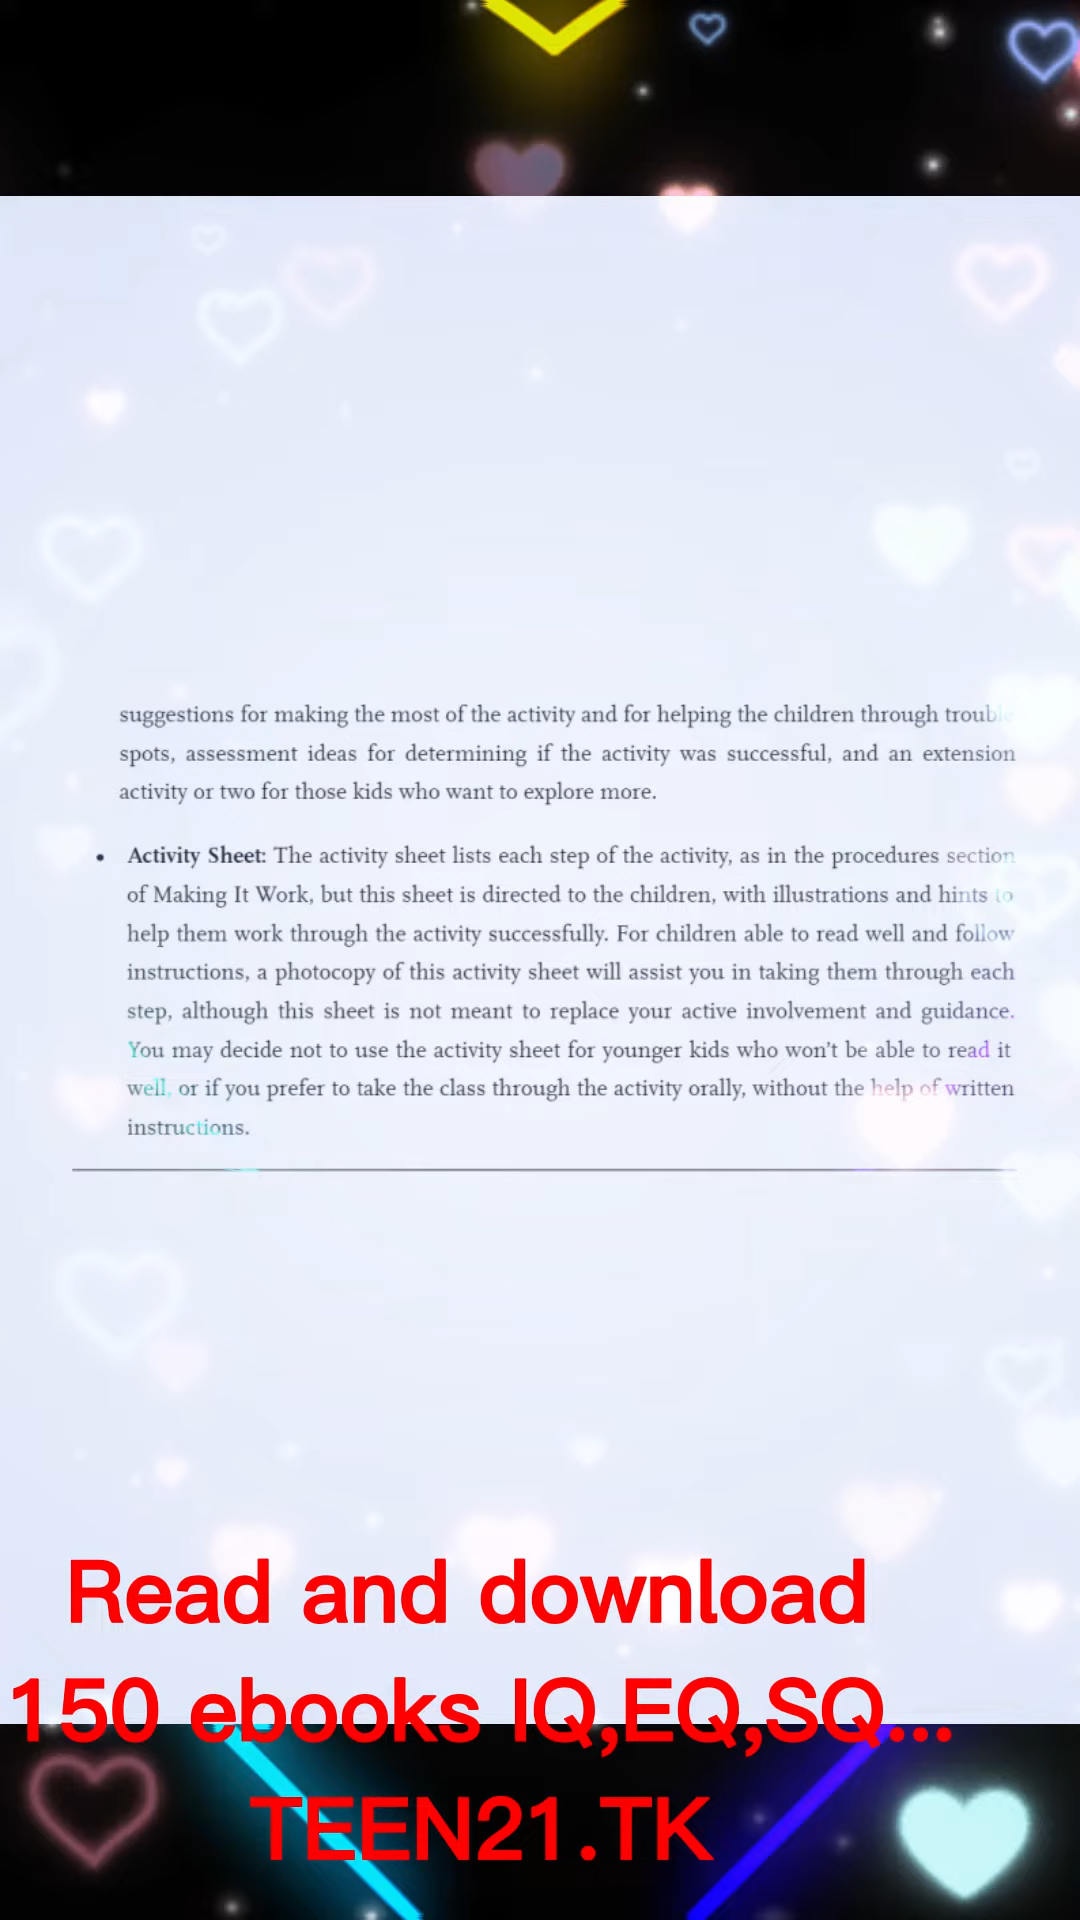 suggestions for making the most of the activity and for helping the children through trouble
spots, assessment ideas for determining if the activity was successful, and an extension
activity or two for those kids who want to explore more.
• Activity Sheet: The activity sheet lists each step of the activity, as in the procedures section
of Making It Work, but this sheet is directed to the children, with illustrations and hints to
help them work through the activity successfully. For children able to read well and follow
instructions, a photocopy of this activity sheet will assist you in taking them through each
step, although this sheet is not meant to replace your active involvement and guidance.
You may decide not to use the activity sheet for younger kids who won't be able to read it
well, or if you prefer to take the class through the activity orally, without the help of written
instructions.
Read and download
150 ebooks IQ,EQ,SQ...
TEEN21.TK